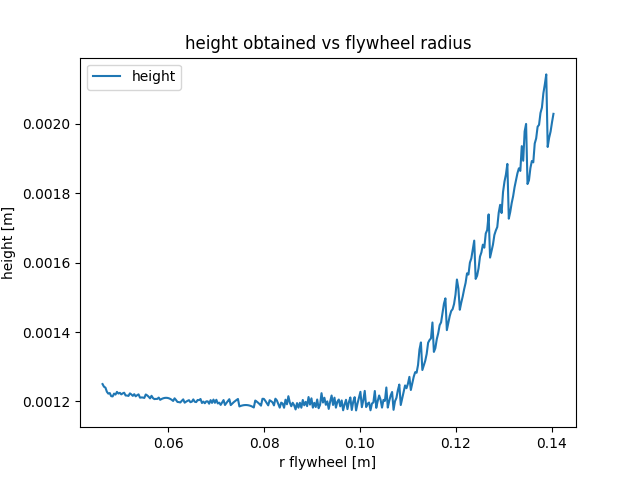 height obtained vs flywheel radius
height
0.0020
0.0018
0.0016
0.0014
0.0012
height [m]
0.06 0.08 0.10 0.12 0.14
r flywheel [m]